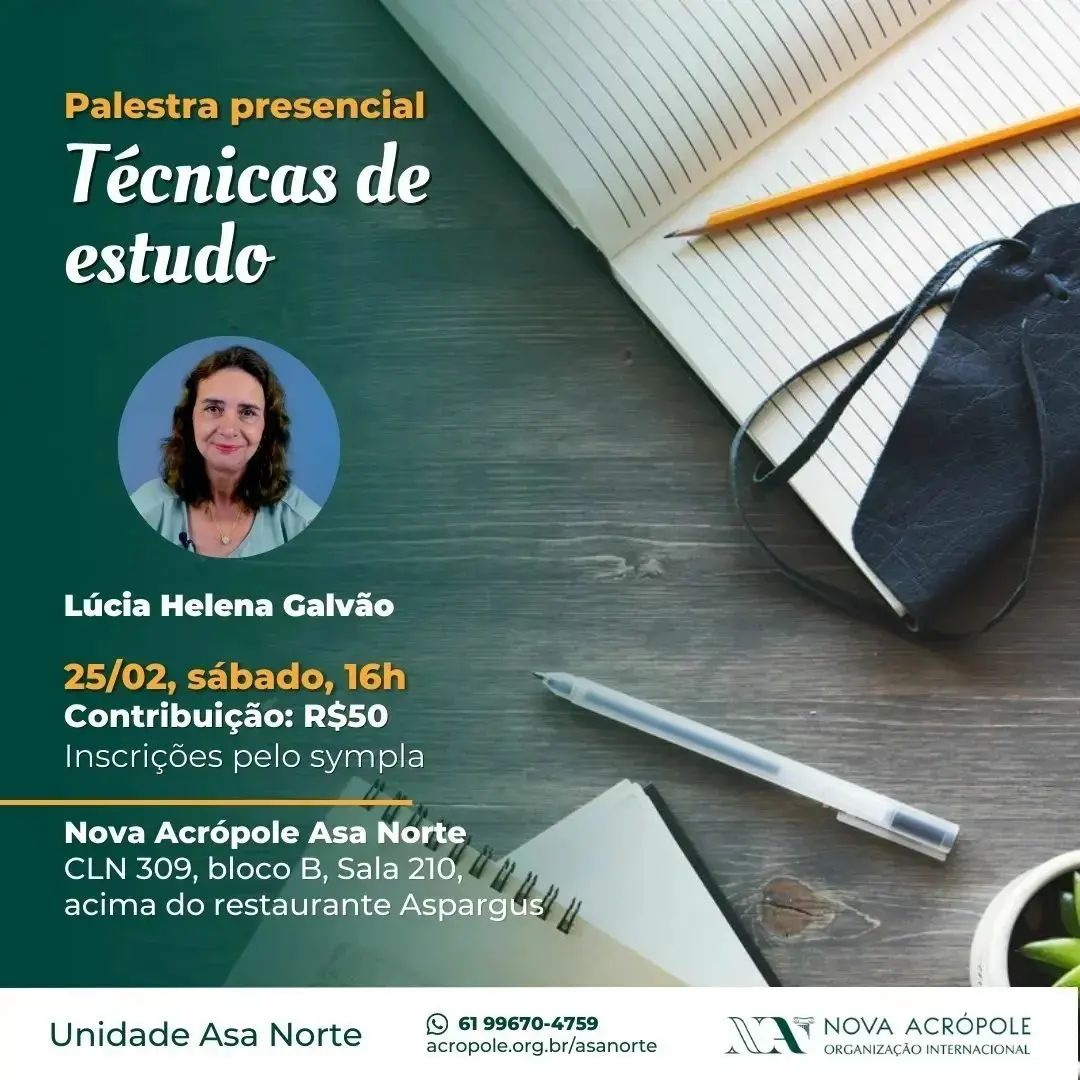 Palestra presencial
Técnicas de
estudo
Lúcia Helena Galvão
25/02, sábado, 16h
Contribuição: R$50
Inscrições pelo sympla
Nova Acrópole Asa Norte
CLN 309, bloco B, Sala 210,
acima do restaurante Aspargus
Unidade Asa Norte
61 99670-4759
acropole.org.br/asanorte
NA NOVA ACRÓPOLE
ORGANIZAÇÃO INTERNACIONAL